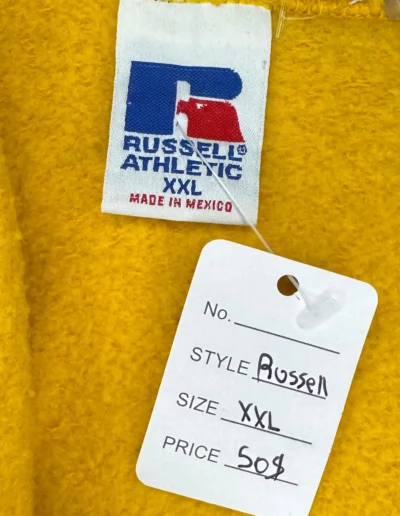 RUSSELL®
ATHLETIC
XXL
MADE IN MEXICO
No.
STYLE Russell
SIZE XXL
PRICE 50$